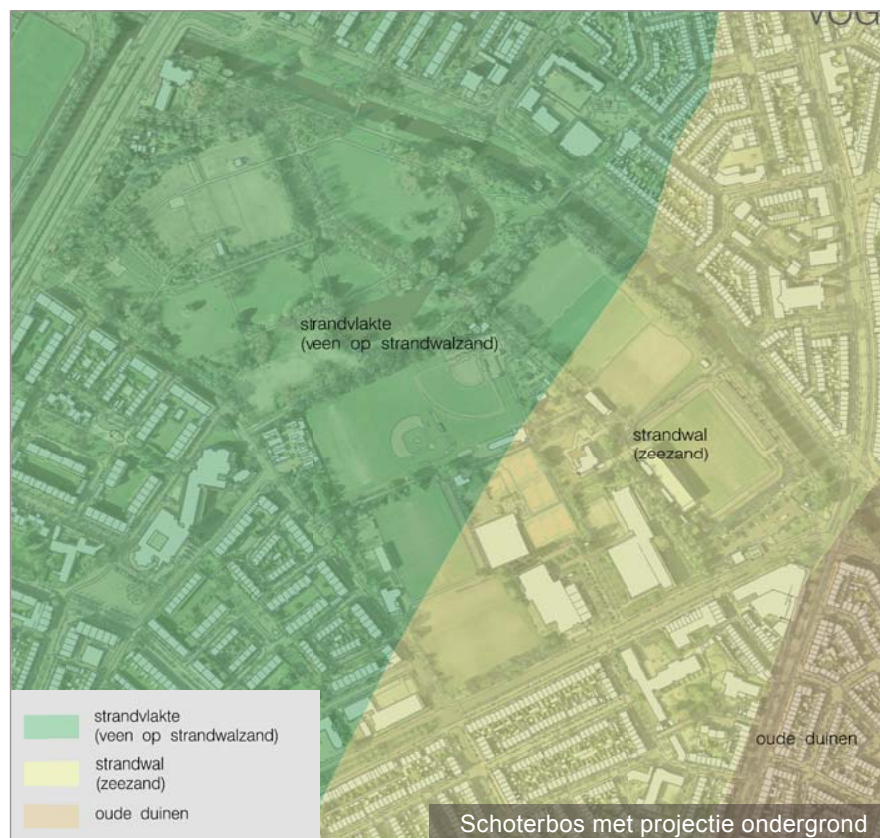 VOG
strandvlakte
(veen op strandwalzand)
strandwal
(zeezand)
oude duinen
strandvlakte
(veen op strandwalzand)
strandwal
(zeezand)
oude duinen
Schoterbos met projectie ondergrond